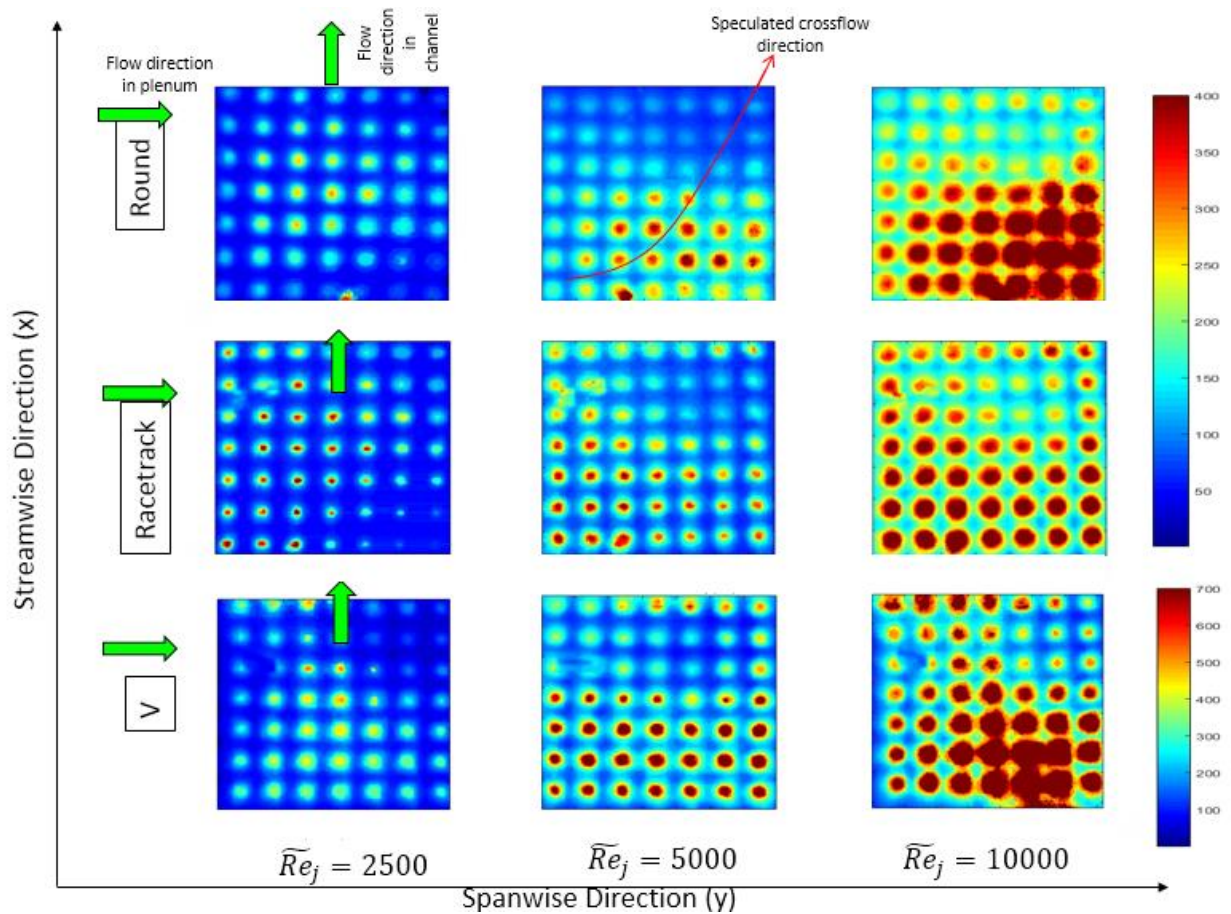 Flow direction
in plenum
Flow
direction
in
channel
Speculated crossflow
direction
Round
Racetrack
V
Streamwise Direction (x)
400
350
300
250
200
150
100
50
700
600
500
400
300
200
100
R̃e_j = 2500
R̃e_j = 5000
R̃e_j = 10000
Spanwise Direction (y)